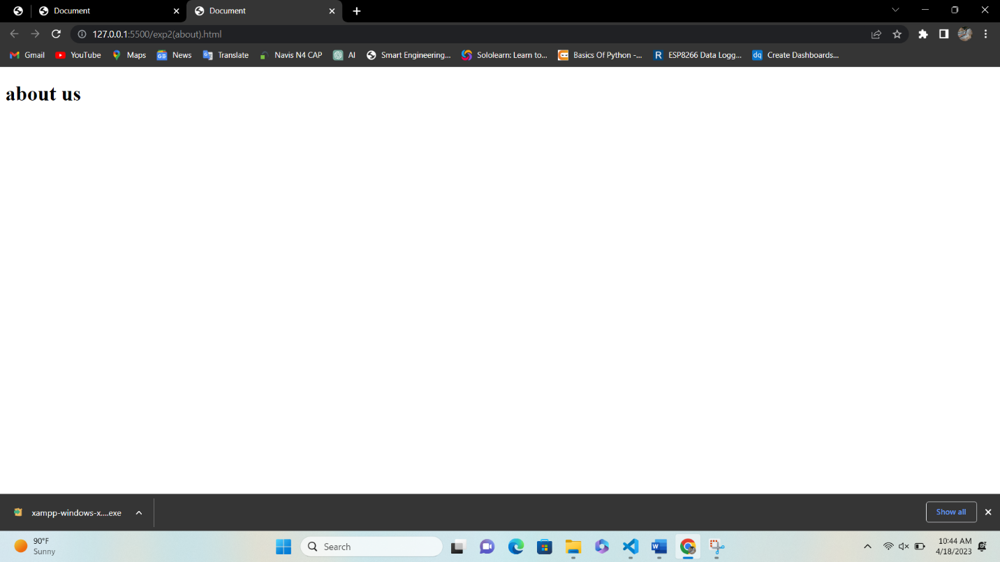 Document
Document
127.0.0.1:5500/exp2(about).html
Gmail YouTube Maps News Translate Navis N4 CAP AI Smart Engineering... Sololearn: Learn to... Basics Of Python -... ESP8266 Data Logg... Create Dashboards...
about us
xampp-windows-x....exe
Show all
90°F
Sunny
Search
10:44 AM
4/18/2023